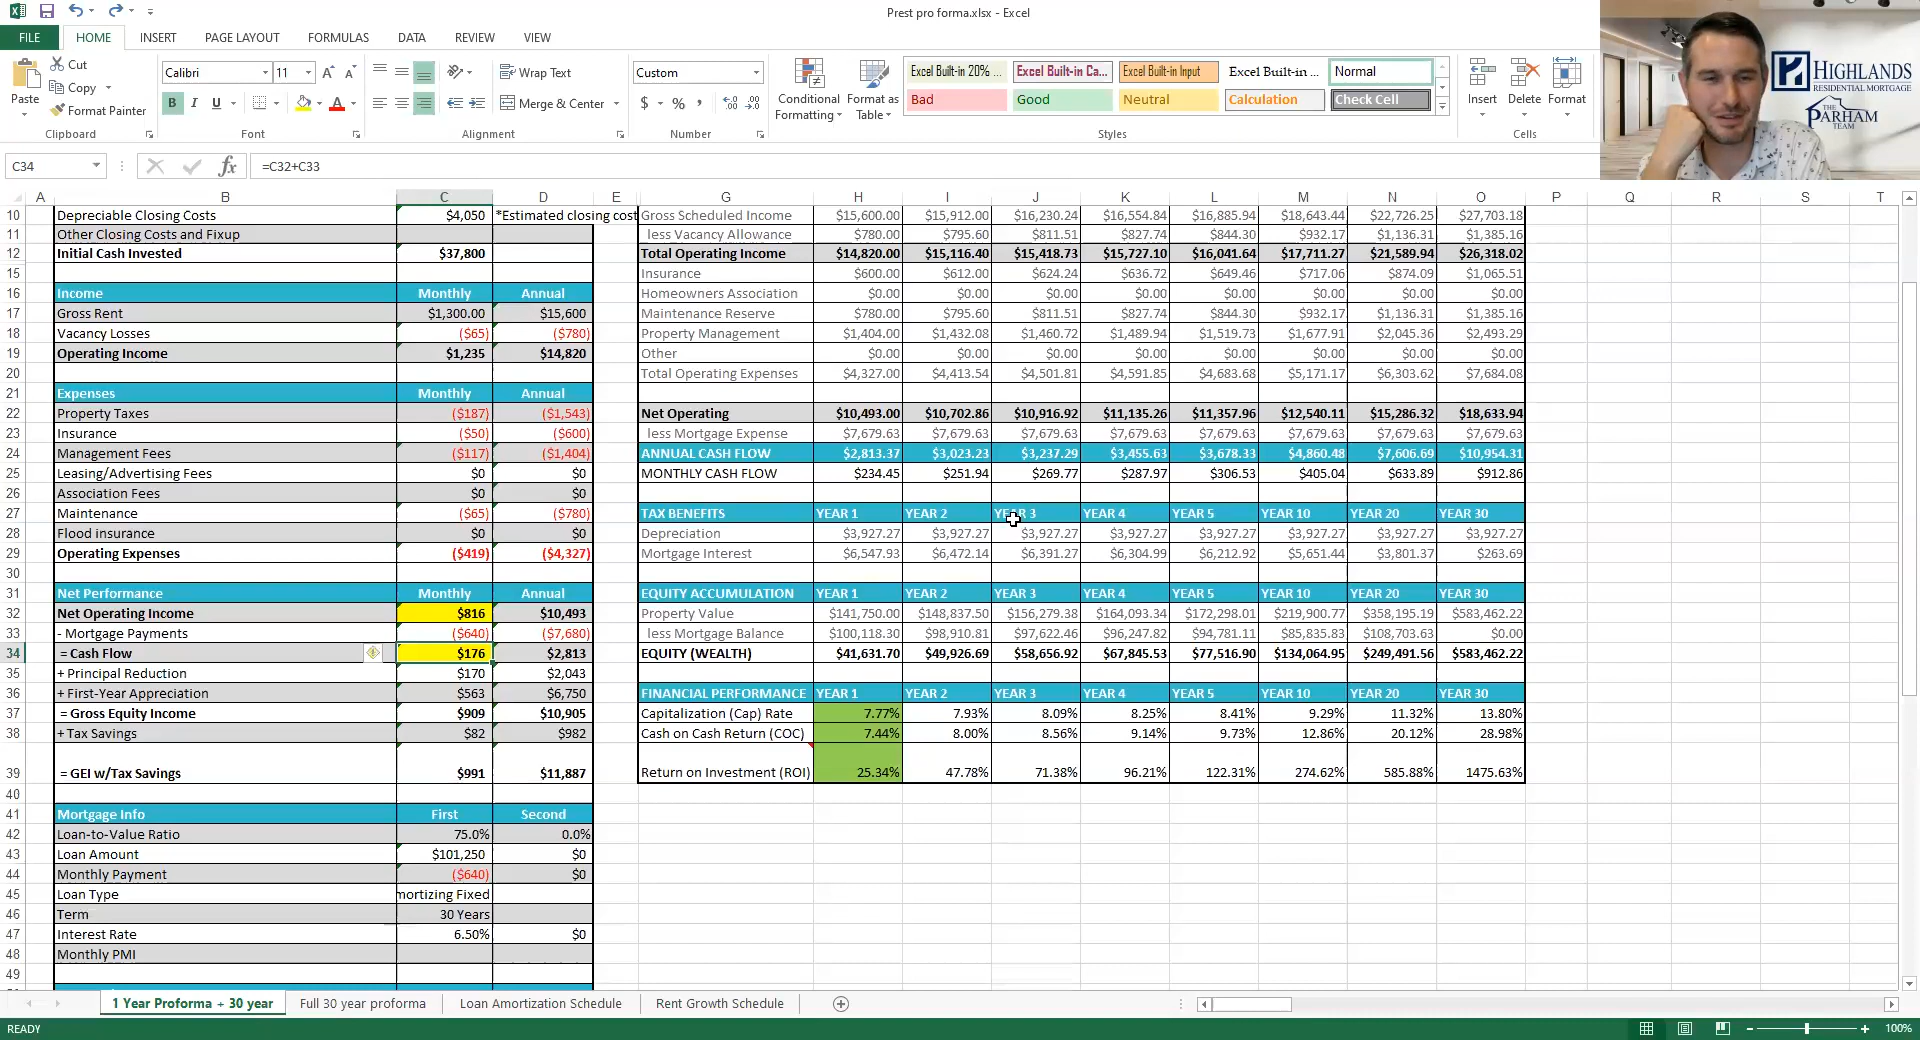 Prest pro forma.xlsx - Excel
FILE HOME INSERT PAGE LAYOUT FORMULAS DATA REVIEW VIEW
Cut
Copy
Format Painter
Paste
Calibri 11
B I U
Wrap Text
Merge & Center
Custom
$ % ,
Conditional Formatting
Format as Table
Excel Built-in 20% ... Excel Built-in Ca... Excel Built-in Input Excel Built-in ... Normal
Bad Good Neutral Calculation Check Cell
Insert Delete Format
Clipboard Font Alignment Number Styles Cells
HIGHLANDS
RESIDENTIAL MORTGAGE
THE PARHAM TEAM
C34 fx =C32+C33
A B C D E G H I J K L M N O P Q R S T
10 Depreciable Closing Costs $4,050 *Estimated closing cost Gross Scheduled Income $15,600.00 $15,912.00 $16,230.24 $16,554.84 $16,885.94 $18,643.44 $22,726.25 $27,703.18
11 Other Closing Costs and Fixup less Vacancy Allowance $780.00 $795.60 $811.51 $827.74 $844.30 $932.17 $1,136.31 $1,385.16
12 Initial Cash Invested $37,800 Total Operating Income $14,820.00 $15,116.40 $15,418.73 $15,727.10 $16,041.64 $17,711.27 $21,589.94 $26,318.02
15 Insurance $600.00 $612.00 $624.24 $636.72 $649.46 $717.06 $874.09 $1,065.51
16 Income Monthly Annual Homeowners Association $0.00 $0.00 $0.00 $0.00 $0.00 $0.00 $0.00 $0.00
17 Gross Rent $1,300.00 $15,600 Maintenance Reserve $780.00 $795.60 $811.51 $827.74 $844.30 $932.17 $1,136.31 $1,385.16
18 Vacancy Losses ($65) ($780) Property Management $1,404.00 $1,432.08 $1,460.72 $1,489.94 $1,519.73 $1,677.91 $2,045.36 $2,493.29
19 Operating Income $1,235 $14,820 Other $0.00 $0.00 $0.00 $0.00 $0.00 $0.00 $0.00 $0.00
20 Total Operating Expenses $4,327.00 $4,413.54 $4,501.81 $4,591.85 $4,683.68 $5,171.17 $6,303.62 $7,684.08
21 Expenses Monthly Annual
22 Property Taxes ($187) ($1,543) Net Operating $10,493.00 $10,702.86 $10,916.92 $11,135.26 $11,357.96 $12,540.11 $15,286.32 $18,633.94
23 Insurance ($50) ($600) less Mortgage Expense $7,679.63 $7,679.63 $7,679.63 $7,679.63 $7,679.63 $7,679.63 $7,679.63 $7,679.63
24 Management Fees ($117) ($1,404) ANNUAL CASH FLOW $2,813.37 $3,023.23 $3,237.29 $3,455.63 $3,678.33 $4,860.48 $7,606.69 $10,954.31
25 Leasing/Advertising Fees $0 $0 MONTHLY CASH FLOW $234.45 $251.94 $269.77 $287.97 $306.53 $405.04 $633.89 $912.86
26 Association Fees $0 $0
27 Maintenance ($65) ($780) TAX BENEFITS YEAR 1 YEAR 2 YEAR 3 YEAR 4 YEAR 5 YEAR 10 YEAR 20 YEAR 30
28 Flood insurance $0 $0 Depreciation $3,927.27 $3,927.27 $3,927.27 $3,927.27 $3,927.27 $3,927.27 $3,927.27 $3,927.27
29 Operating Expenses ($419) ($4,327) Mortgage Interest $6,547.93 $6,472.14 $6,391.27 $6,304.99 $6,212.92 $5,651.44 $3,801.37 $263.69
30
31 Net Performance Monthly Annual EQUITY ACCUMULATION YEAR 1 YEAR 2 YEAR 3 YEAR 4 YEAR 5 YEAR 10 YEAR 20 YEAR 30
32 Net Operating Income $816 $10,493 Property Value $141,750.00 $148,837.50 $156,279.38 $164,093.34 $172,298.01 $219,900.77 $358,195.19 $583,462.22
33 - Mortgage Payments ($640) ($7,680) less Mortgage Balance $100,118.30 $98,910.81 $97,622.46 $96,247.82 $94,781.11 $85,835.83 $108,703.63 $0.00
34 = Cash Flow $176 $2,813 EQUITY (WEALTH) $41,631.70 $49,926.69 $58,656.92 $67,845.53 $77,516.90 $134,064.95 $249,491.56 $583,462.22
35 + Principal Reduction $170 $2,043
36 + First-Year Appreciation $563 $6,750 FINANCIAL PERFORMANCE YEAR 1 YEAR 2 YEAR 3 YEAR 4 YEAR 5 YEAR 10 YEAR 20 YEAR 30
37 = Gross Equity Income $909 $10,905 Capitalization (Cap) Rate 7.77% 7.93% 8.09% 8.25% 8.41% 9.29% 11.32% 13.80%
38 + Tax Savings $82 $982 Cash on Cash Return (COC) 7.44% 8.00% 8.56% 9.14% 9.73% 12.86% 20.12% 28.98%
39 = GEI w/Tax Savings $991 $11,887 Return on Investment (ROI) 25.34% 47.78% 71.38% 96.21% 122.31% 274.62% 585.88% 1475.63%
40
41 Mortgage Info First Second
42 Loan-to-Value Ratio 75.0% 0.0%
43 Loan Amount $101,250 $0
44 Monthly Payment ($640) $0
45 Loan Type mortizing Fixed
46 Term 30 Years
47 Interest Rate 6.50% $0
48 Monthly PMI
49
1 Year Proforma + 30 year Full 30 year proforma Loan Amortization Schedule Rent Growth Schedule
READY 100%